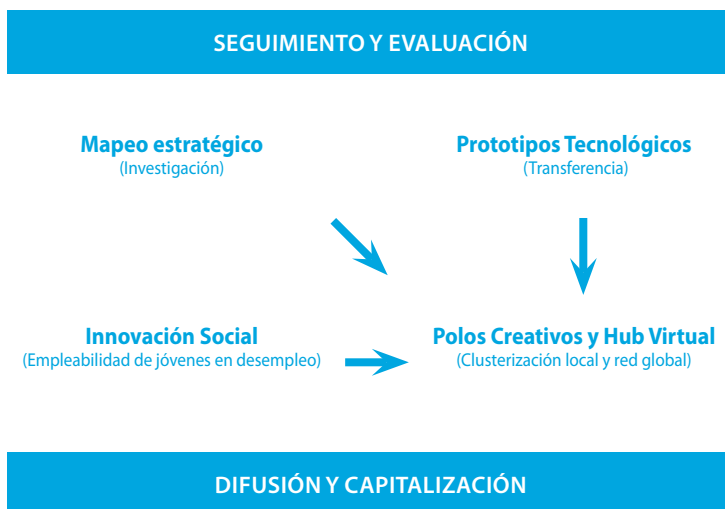 SEGUIMIENTO Y EVALUACIÓN
Mapeo estratégico
(Investigación)
Prototipos Tecnológicos
(Transferencia)
Innovación Social
(Empleabilidad de jóvenes en desempleo)
Polos Creativos y Hub Virtual
(Clusterización local y red global)
DIFUSIÓN Y CAPITALIZACIÓN